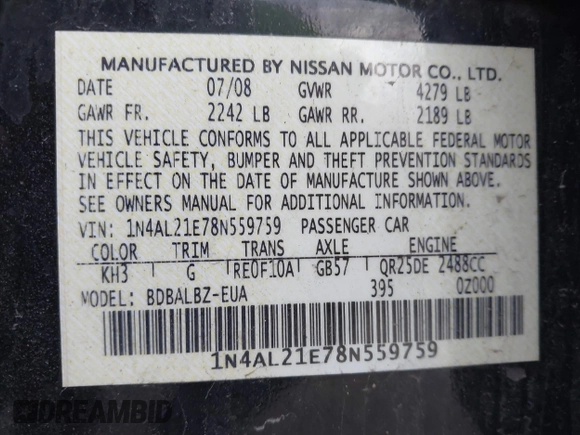 MANUFACTURED BY NISSAN MOTOR CO., LTD.
DATE 07/08 GVWR 4279 LB
GAWR FR. 2242 LB GAWR RR. 2189 LB
THIS VEHICLE CONFORMS TO ALL APPLICABLE FEDERAL MOTOR
VEHICLE SAFETY, BUMPER AND THEFT PREVENTION STANDARDS
IN EFFECT ON THE DATE OF MANUFACTURE SHOWN ABOVE.
SEE OWNERS MANUAL FOR ADDITIONAL INFORMATION.
VIN: 1N4AL21E78N559759 PASSENGER CAR
COLOR TRIM TRANS AXLE ENGINE
KH3 G RE0F10A GB57 QR25DE 2488CC
MODEL: BDBALBZ-EUA 395 0Z000
1N4AL21E78N559759
DREAMBID